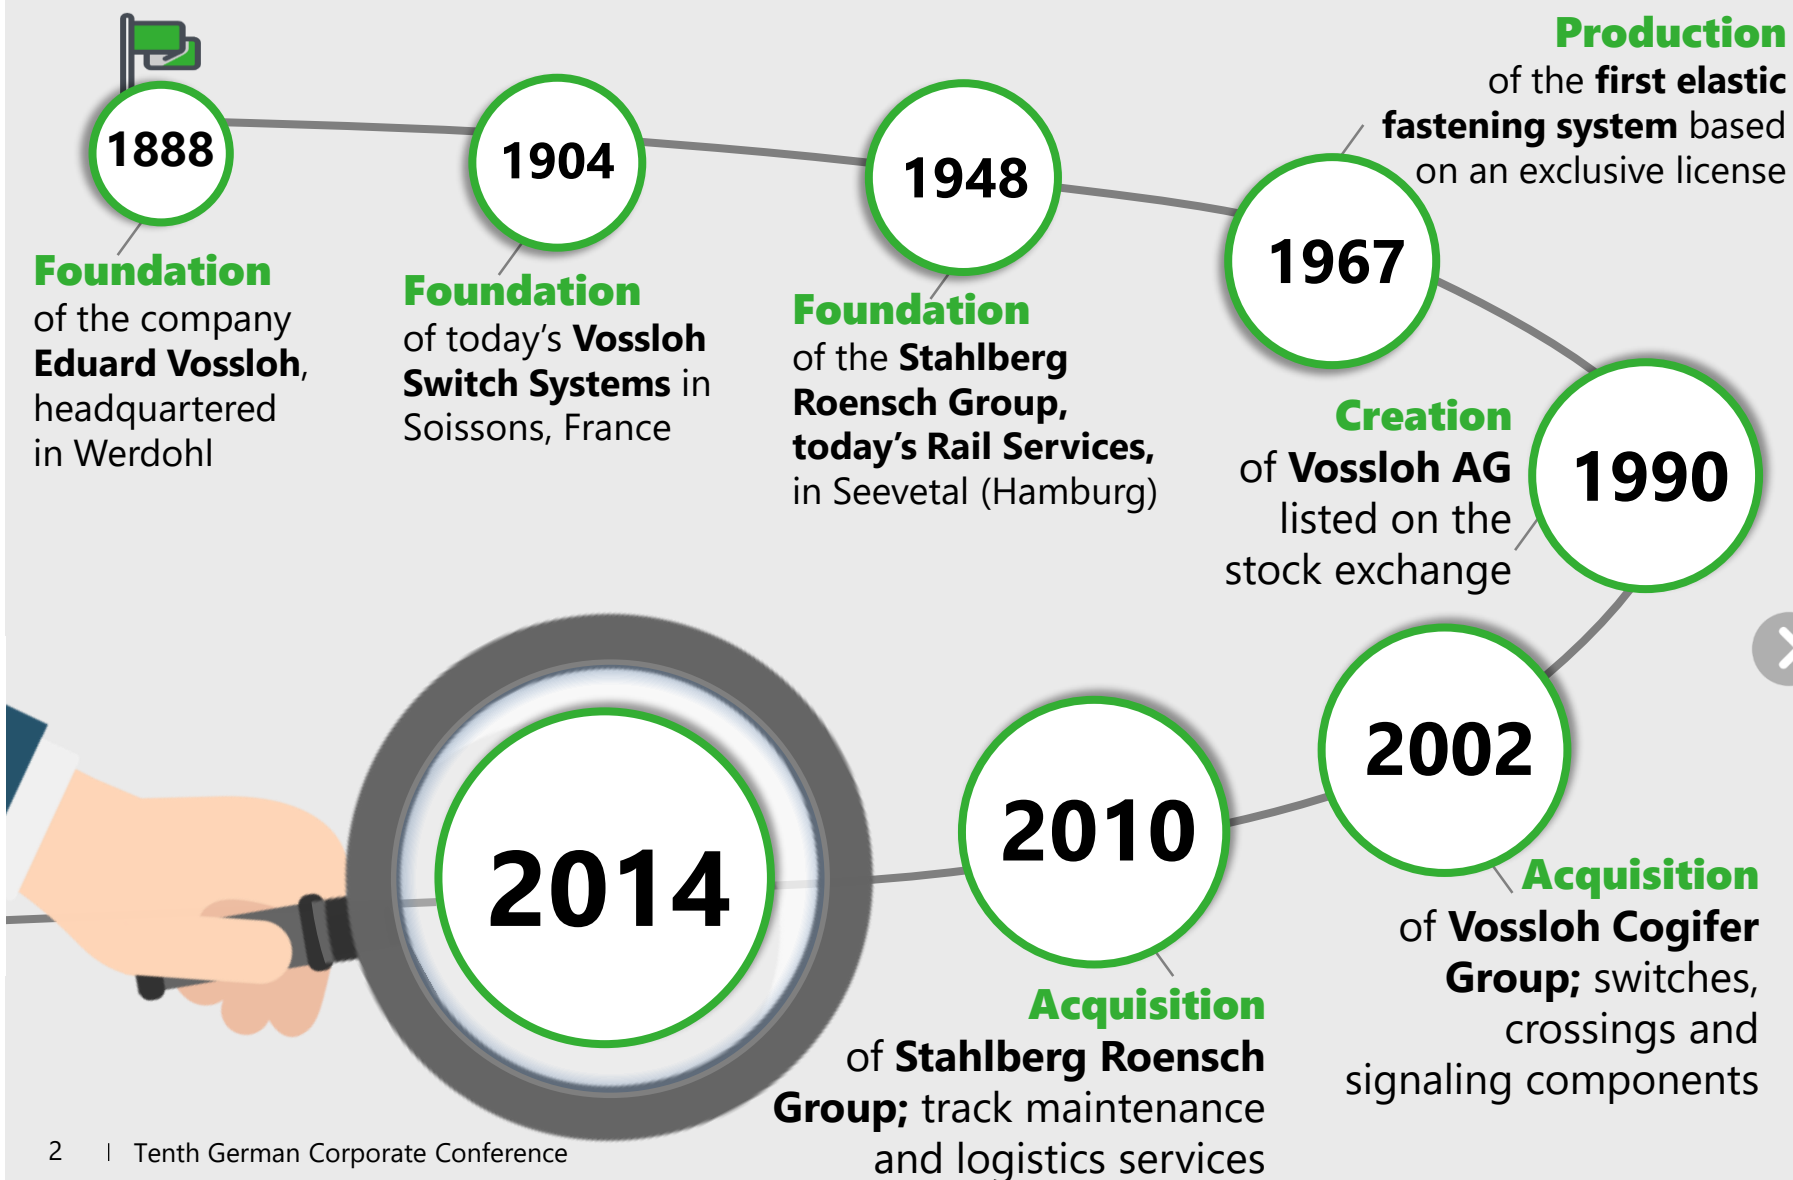 1888
Foundation
of the company
Eduard Vossloh,
headquartered
in Werdohl
1904
Foundation
of today’s Vossloh
Switch Systems in
Soissons, France
1948
Foundation
of the Stahlberg
Roensch Group,
today’s Rail Services,
in Seevetal (Hamburg)
Production
of the first elastic
fastening system based
on an exclusive license
1967
Creation
of Vossloh AG
listed on the
stock exchange
1990
2002
Acquisition
of Vossloh Cogifer
Group; switches,
crossings and
signaling components
2010
Acquisition
of Stahlberg Roensch
Group; track maintenance
and logistics services
2014
2 | Tenth German Corporate Conference